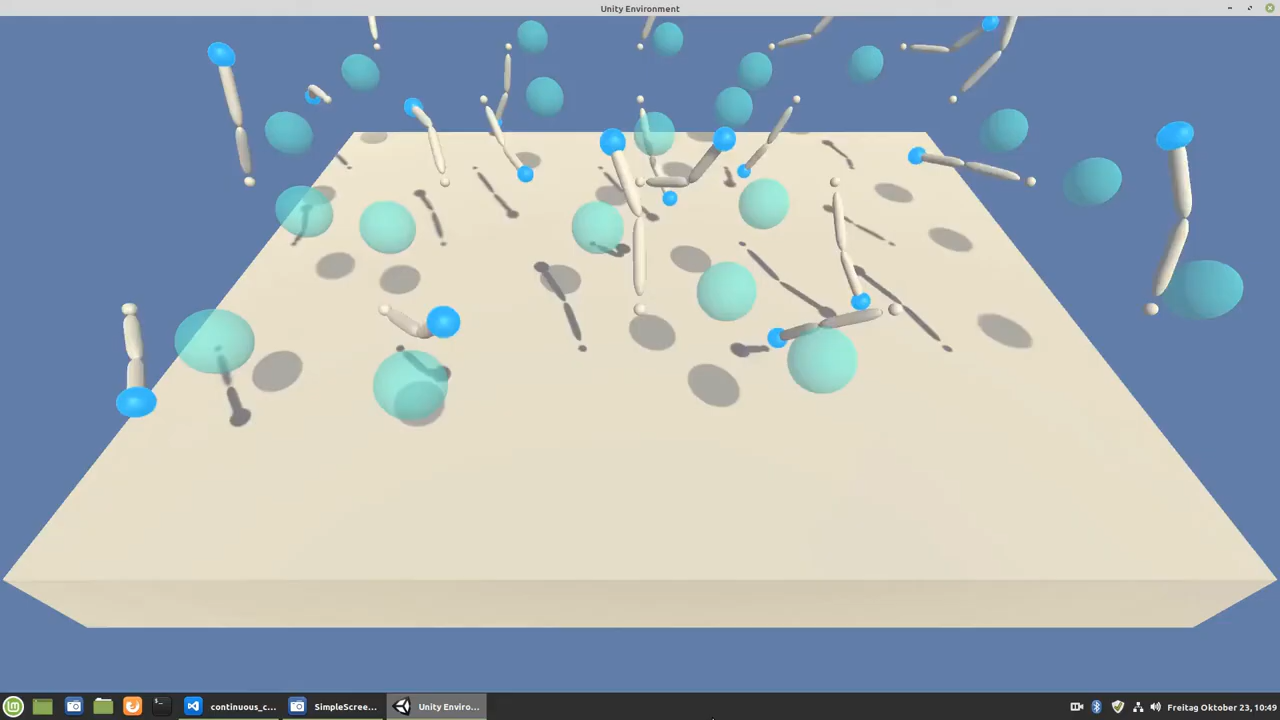 Unity Environment
continuous_c...
SimpleScree...
Unity Enviro...
Freitag Oktober 23, 10:49